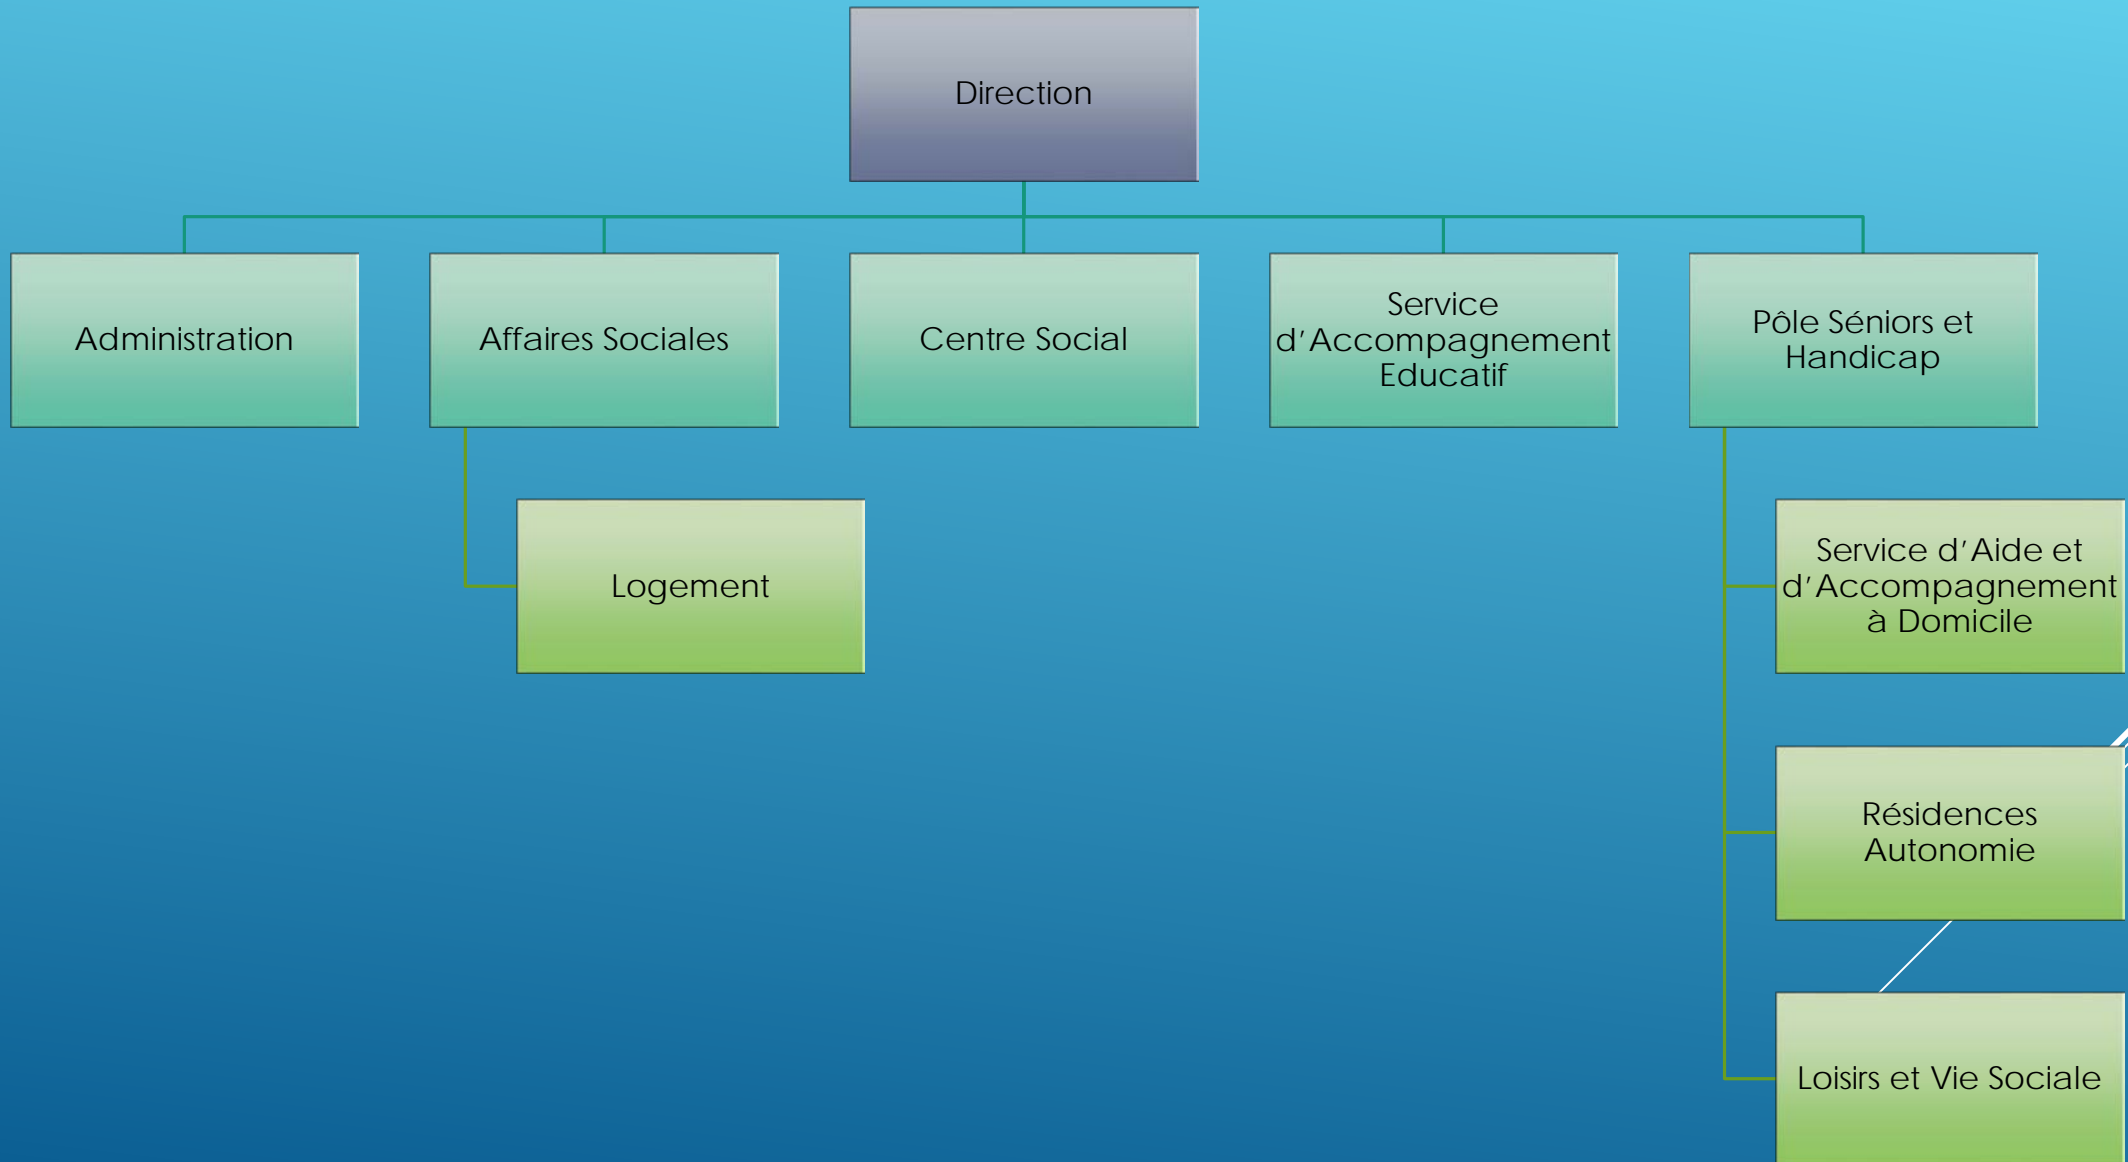 Direction
Administration
Affaires Sociales
Centre Social
Service
d’Accompagnement
Educatif
Pôle Séniors et
Handicap
Logement
Service d’Aide et
d’Accompagnement
à Domicile
Résidences
Autonomie
Loisirs et Vie Sociale